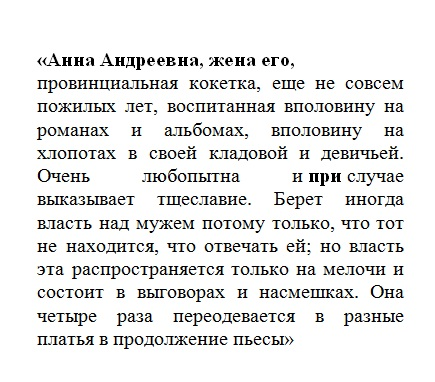 «Анна Андреевна, жена его,
провинциальная кокетка, еще не совсем
пожилых лет, воспитанная вполовину на
романах и альбомах, вполовину на
хлопотах в своей кладовой и девичьей.
Очень любопытна и при случае
выказывает тщеславие. Берет иногда
власть над мужем потому только, что тот
не находится, что отвечать ей; но власть
эта распространяется только на мелочи и
состоит в выговорах и насмешках. Она
четыре раза переодевается в разные
платья в продолжение пьесы»